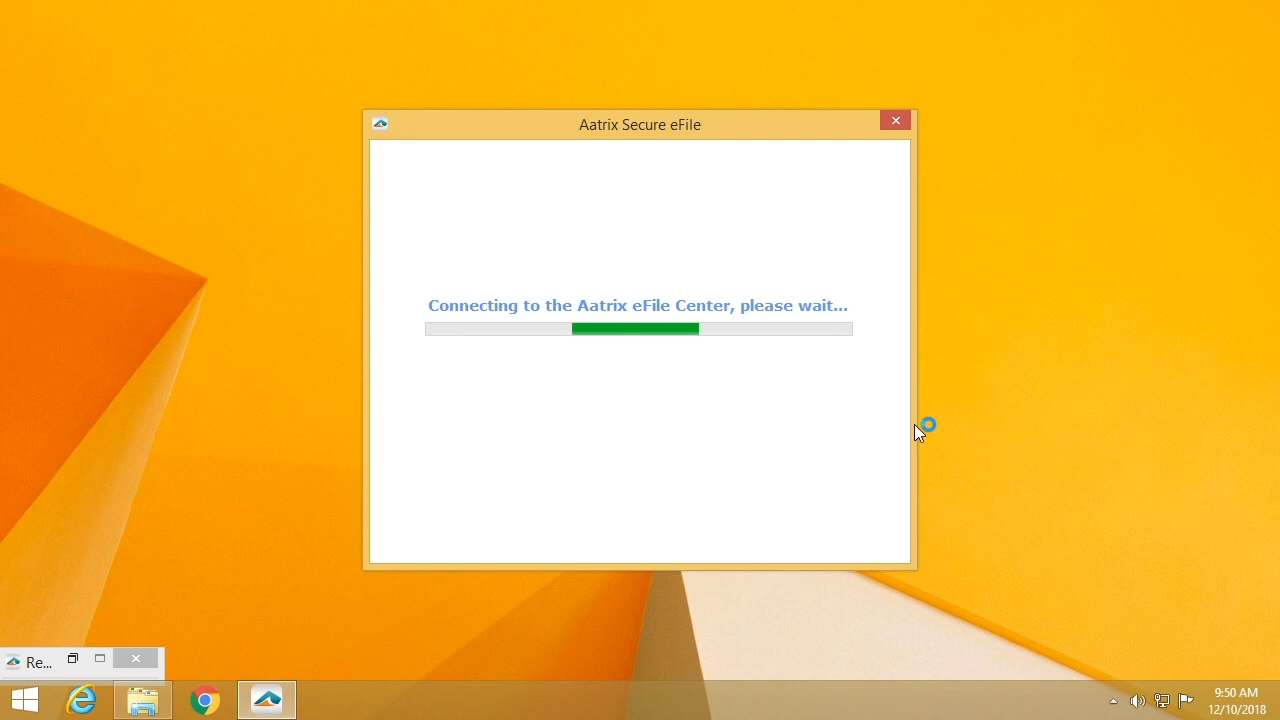 Aatrix Secure eFile
Connecting to the Aatrix eFile Center, please wait...
Re...
9:50 AM
12/10/2018